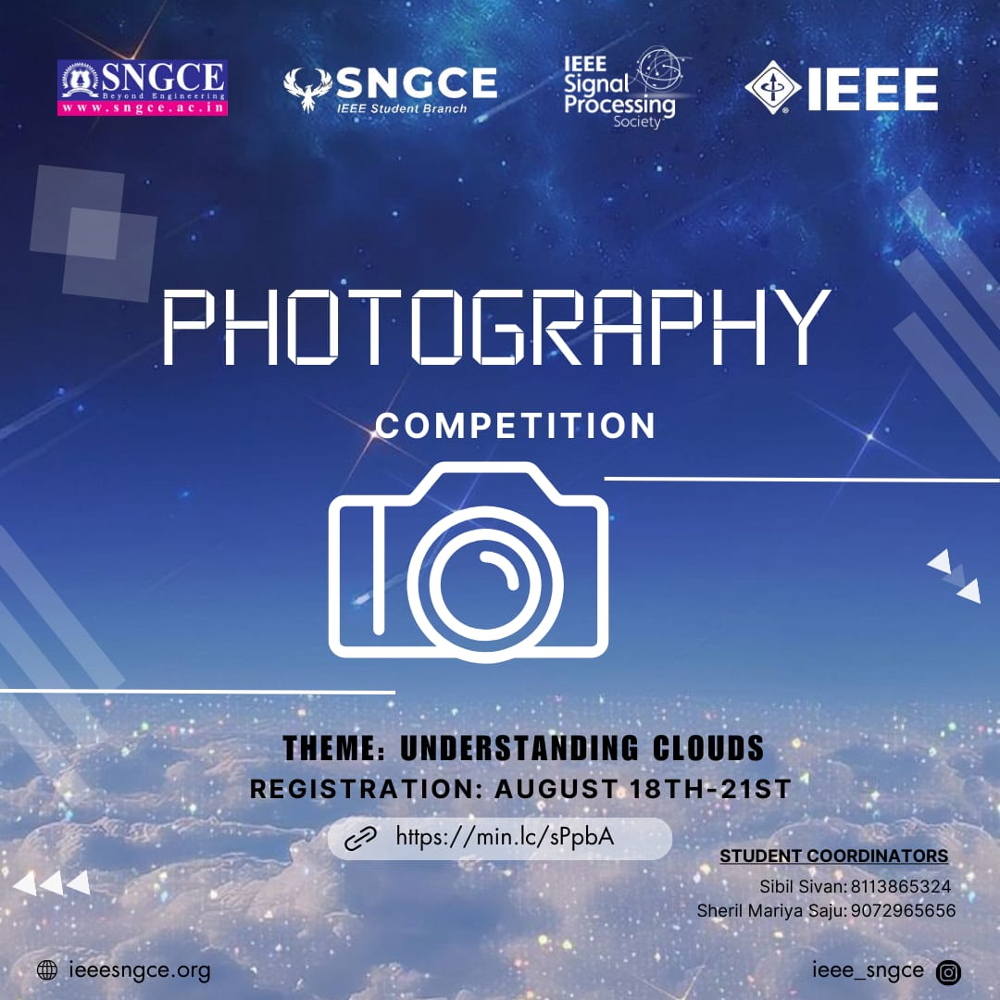 SNGCE
Beyond Engineering
www.sngce.ac.in
SNGCE
IEEE Student Branch
IEEE
Signal
Processing
Society
IEEE
PHOTOGRAPHY
COMPETITION
THEME: UNDERSTANDING CLOUDS
REGISTRATION: AUGUST 18TH-21ST
https://min.lc/sPpbA
STUDENT COORDINATORS
Sibil Sivan: 8113865324
Sheril Mariya Saju: 9072965656
ieeesngce.org
ieee_sngce